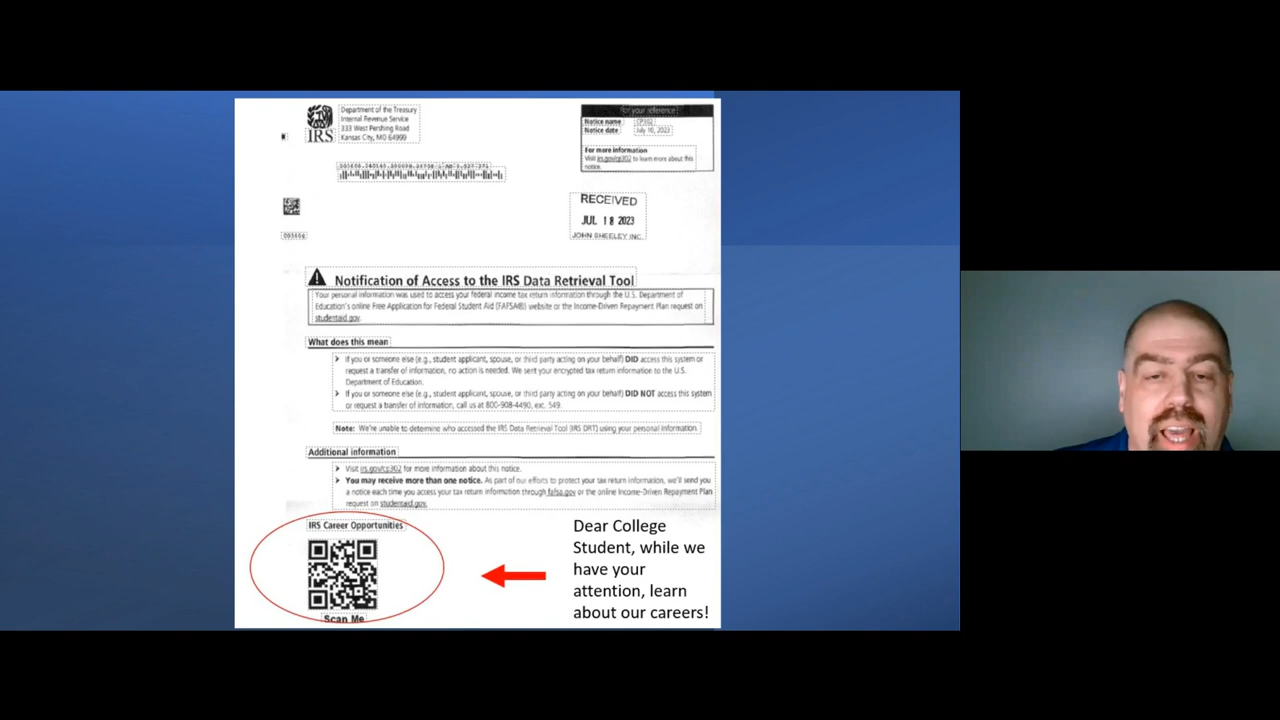 Department of the Treasury
Internal Revenue Service
333 West Pershing Road
Kansas City, MO 64999
IRS
For your reference
Notice name CP302
Notice date July 10, 2023
For more information
Visit irs.gov/cp302 to learn more about this
notice.
RECEIVED
JUL 18 2023
JOHN SHEELEY INC.
003656
Notification of Access to the IRS Data Retrieval Tool
Your personal information was used to access your federal income tax return information through the U.S. Department of
Education's online Free Application for Federal Student Aid (FAFSA®) website or the Income-Driven Repayment Plan request on
studentaid.gov.
What does this mean
If you or someone else (e.g., student applicant, spouse, or third party acting on your behalf) DID access this system or
request a transfer of information, no action is needed. We sent your encrypted tax return information to the U.S.
Department of Education.
If you or someone else (e.g., student applicant, spouse, or third party acting on your behalf) DID NOT access this system
or request a transfer of information, call us at 800-908-4490, ext. 549.
Note: We're unable to determine who accessed the IRS Data Retrieval Tool (IRS DRT) using your personal information.
Additional information
Visit irs.gov/cp302 for more information about this notice.
You may receive more than one notice. As part of our efforts to protect your tax return information, we'll send you
a notice each time you access your tax return information through fafsa.gov or the online Income-Driven Repayment Plan
request on studentaid.gov.
IRS Career Opportunities
Scan Me
Dear College
Student, while we
have your
attention, learn
about our careers!